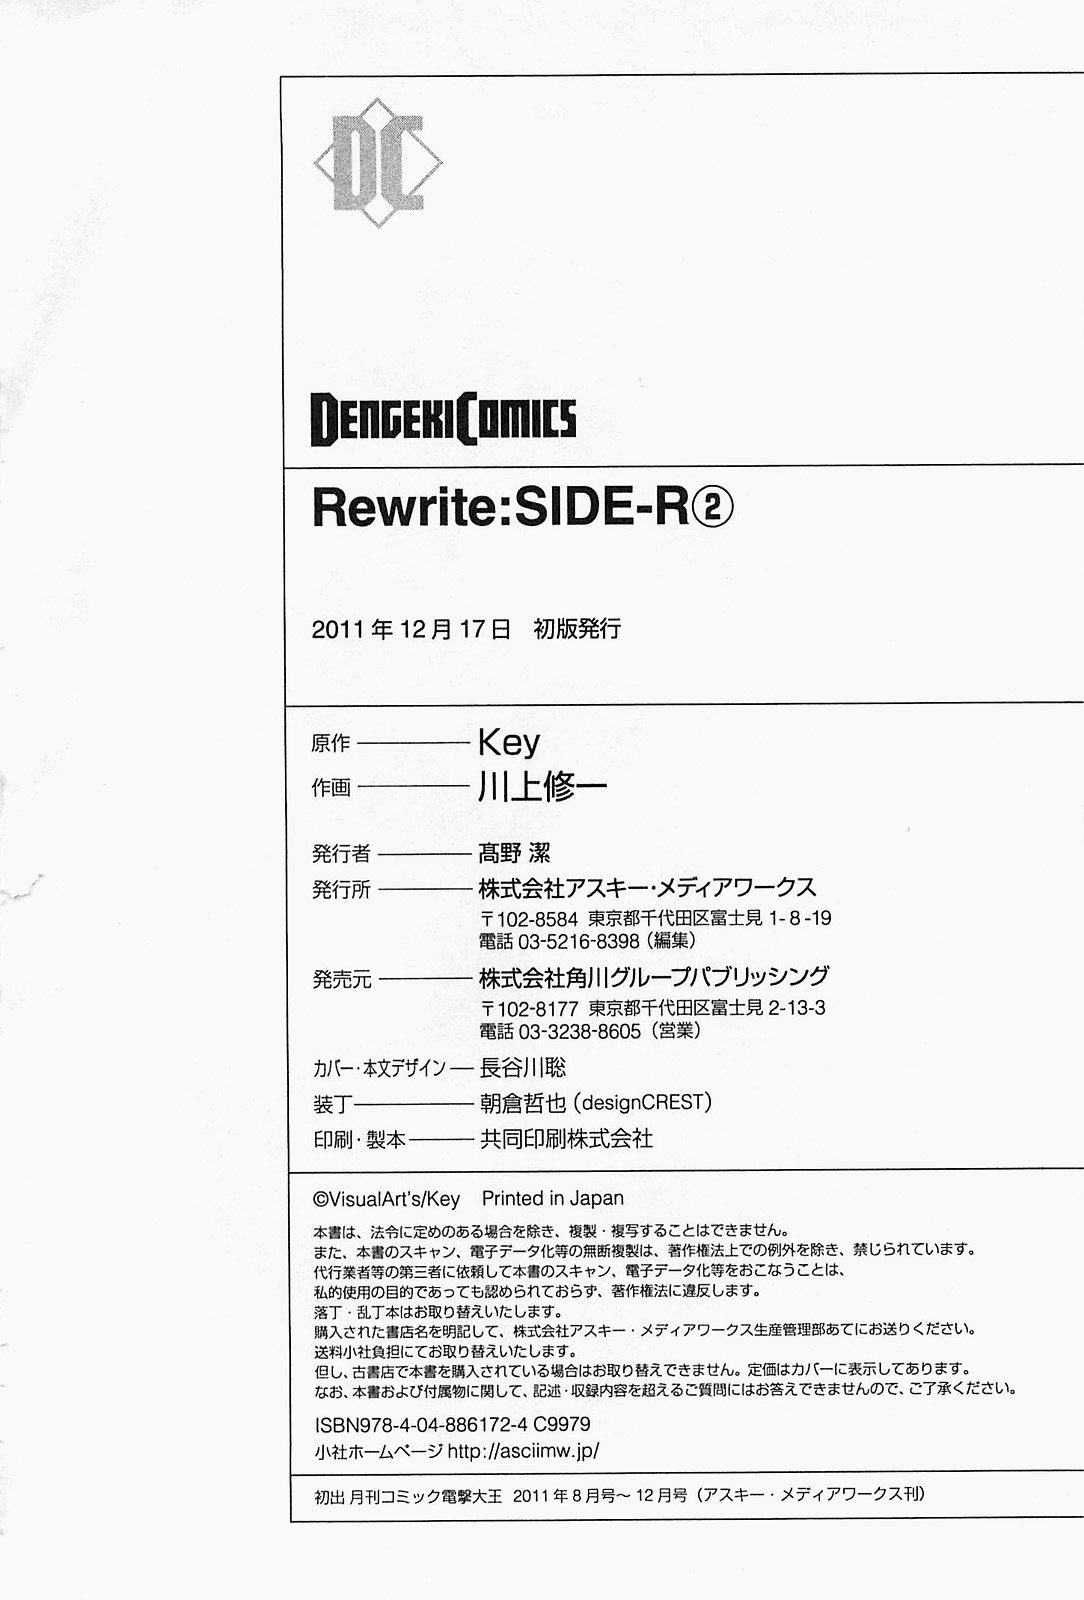 DC
DENGEKI COMICS
Rewrite:SIDE-R②
2011年12月17日 初版発行
原作 ――― Key
作画 ――― 川上修一
発行者 ――― 髙野 潔
発行所 ――― 株式会社アスキー・メディアワークス
〒102-8584 東京都千代田区富士見 1-8-19
電話 03-5216-8398（編集）
発売元 ――― 株式会社角川グループパブリッシング
〒102-8177 東京都千代田区富士見 2-13-3
電話 03-3238-8605（営業）
カバー・本文デザイン ― 長谷川聡
装丁 ――― 朝倉哲也（designCREST）
印刷・製本 ――― 共同印刷株式会社
©VisualArt's/Key Printed in Japan
本書は、法令に定めのある場合を除き、複製・複写することはできません。
また、本書のスキャン、電子データ化等の無断複製は、著作権法上での例外を除き、禁じられています。
代行業者等の第三者に依頼して本書のスキャン、電子データ化等をおこなうことは、
私的使用の目的であっても認められておらず、著作権法に違反します。
落丁・乱丁本はお取り替えいたします。
購入された書店名を明記して、株式会社アスキー・メディアワークス生産管理部あてにお送りください。
送料小社負担にてお取り替えいたします。
但し、古書店で本書を購入されている場合はお取り替えできません。定価はカバーに表示してあります。
なお、本書および付属物に関して、記述・収録内容を超えるご質問にはお答えできませんので、ご了承ください。
ISBN978-4-04-886172-4 C9979
小社ホームページ http://asciimw.jp/
初出 月刊コミック電撃大王 2011年8月号～12月号（アスキー・メディアワークス刊）